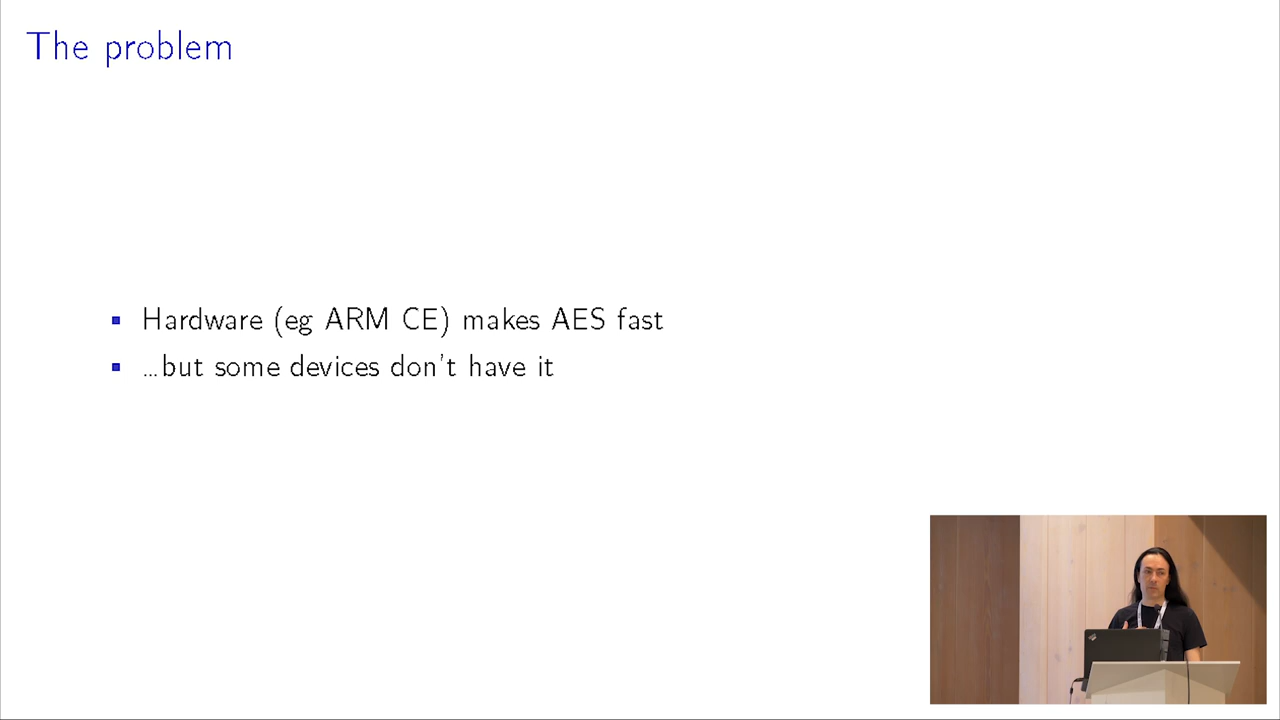 The problem
Hardware (eg ARM CE) makes AES fast
...but some devices don't have it